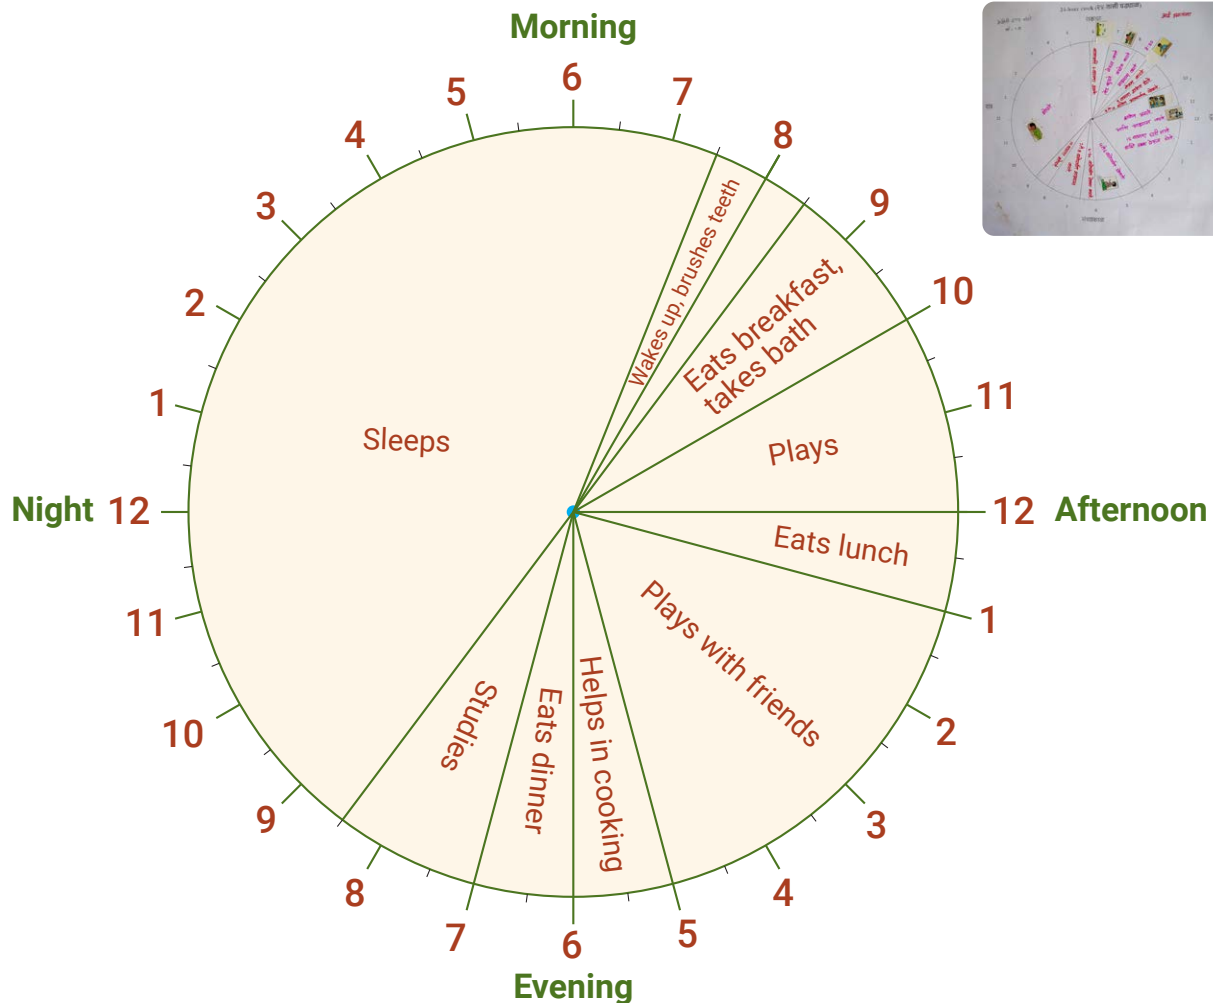 Morning
6
7
8
9
10
11
12
Afternoon
1
2
3
4
5
6
Evening
7
8
9
10
11
12
Night
1
2
3
4
5
Wakes up, brushes teeth
Eats breakfast,
takes bath
Plays
Eats lunch
Plays with friends
Helps in cooking
Eats dinner
Studies
Sleeps